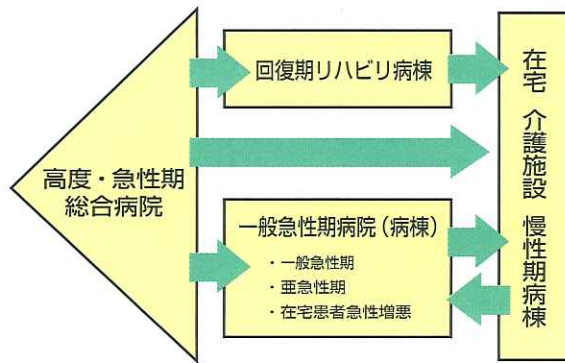 高度・急性期
総合病院
回復期リハビリ病棟
一般急性期病院（病棟）
・一般急性期
・亜急性期
・在宅患者急性増悪
在宅 介護施設 慢性期病棟